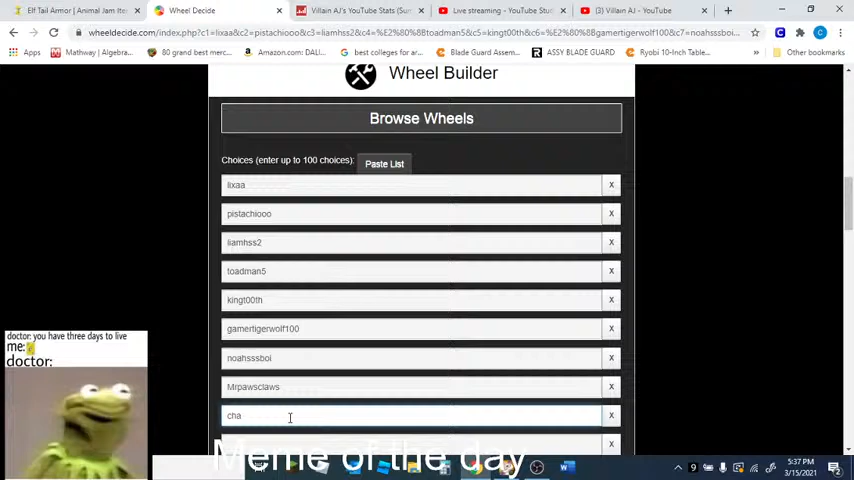 Elf Tail Armor [ Animal Jam Iter
Wheel Decide
Villain AJ's YouTube Stats (Sum
Live streaming - YouTube Stud
(3) Villain AJ - YouTube
wheeldecide.com/index.php?c1=lixaa&c2=pistachiooo&c3=liamhss2&c4=%E2%80%8Btoadman5&c5=kingt00th&c6=%E2%80%8Bgamertigerwolf100&c7=noahsssboi...
Apps
Mathway | Algebra...
80 grand best merc...
Amazon.com: DALI...
best colleges for ar...
Blade Guard Assem...
ASSY BLADE GUARD
Ryobi 10-Inch Table...
Other bookmarks
Wheel Builder
Browse Wheels
Choices (enter up to 100 choices):
Paste List
lixaa X
pistachiooo X
liamhss2 X
toadman5 X
kingt00th X
gamertigerwolf100 X
noahsssboi X
Mrpawsclaws X
cha X
X
doctor: you have three days to live
me:
doctor:
Meme of the day
5:37 PM
3/15/2021